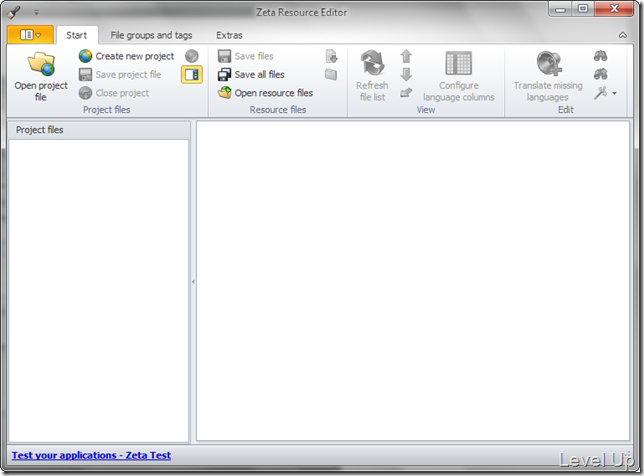 Zeta Resource Editor
Start File groups and tags Extras
Open project file
Create new project
Save project file
Close project
Project files
Save files
Save all files
Open resource files
Resource files
Refresh file list
Configure language columns
View
Translate missing languages
Edit
Project files
Test your applications - Zeta Test
Level Up